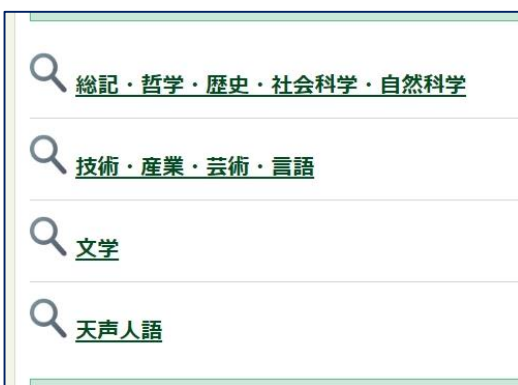 総記・哲学・歴史・社会科学・自然科学
技術・産業・芸術・言語
文学
天声人語